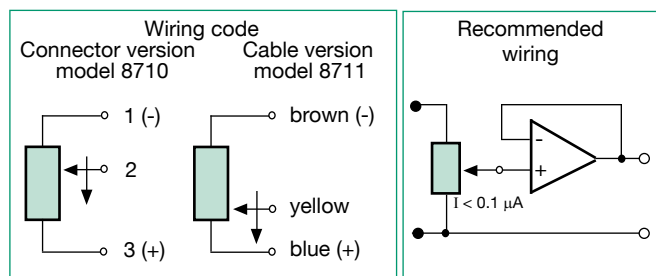 Wiring code
Connector version
model 8710
Cable version
model 8711
1 (-)
2
3 (+)
brown (-)
yellow
blue (+)
Recommended
wiring
-
+
I < 0.1 µA